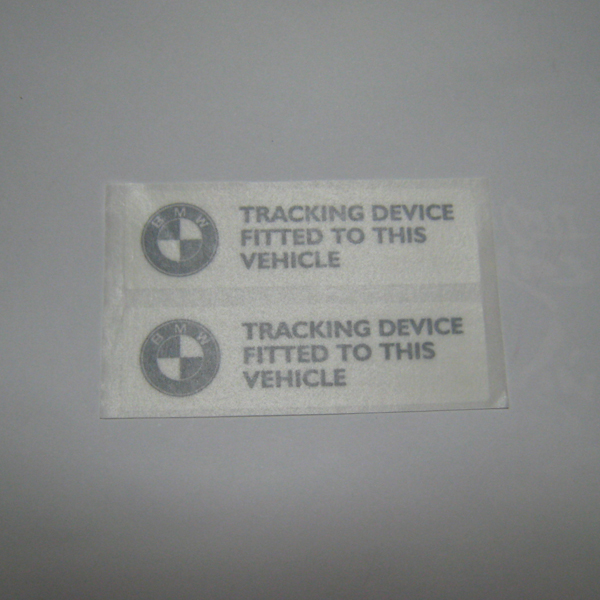 BMW
TRACKING DEVICE
FITTED TO THIS
VEHICLE
BMW
TRACKING DEVICE
FITTED TO THIS
VEHICLE